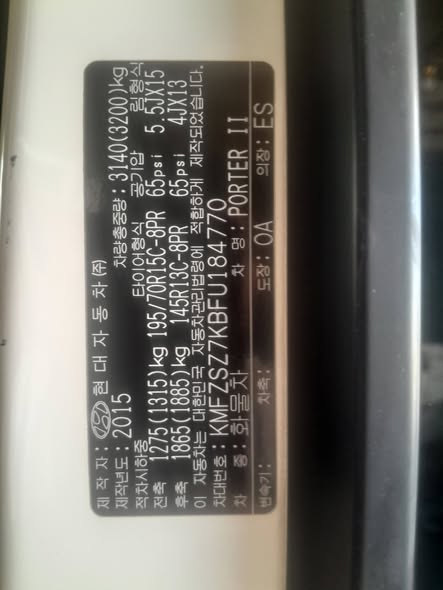 제 작 자 : 현 대 자 동 차 ㈜
제작년도 : 2015 차량총중량 : 3140(3200)kg
적차시하중 타이어형식 공기압 림형식
전축 1275(1315)kg 195/70R15C-8PR 65psi 5.5JX15
후축 1865(1885)kg 145R13C-8PR 65psi 4JX13
이 자동차는 대한민국 자동차관리법령에 적합하게 제작되었습니다.
차대번호 : KMFZSZ7KBFU184770
차 종 : 화물차 차 명 : PORTER II
변속기 : 차축 : 도장 : OA 의장 : ES